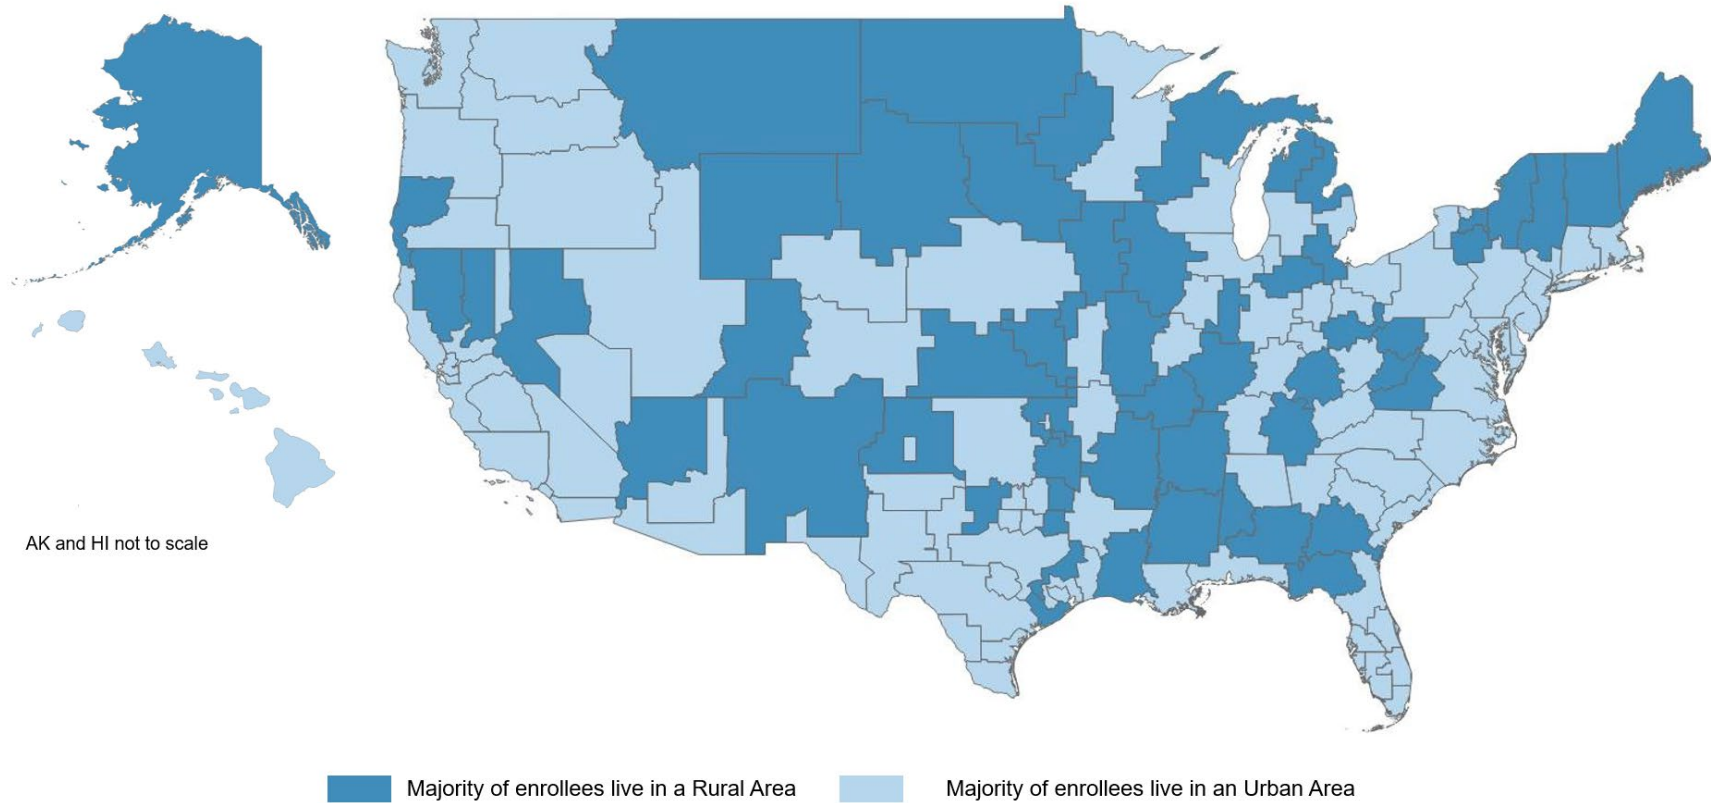 AK and HI not to scale
Majority of enrollees live in a Rural Area
Majority of enrollees live in an Urban Area